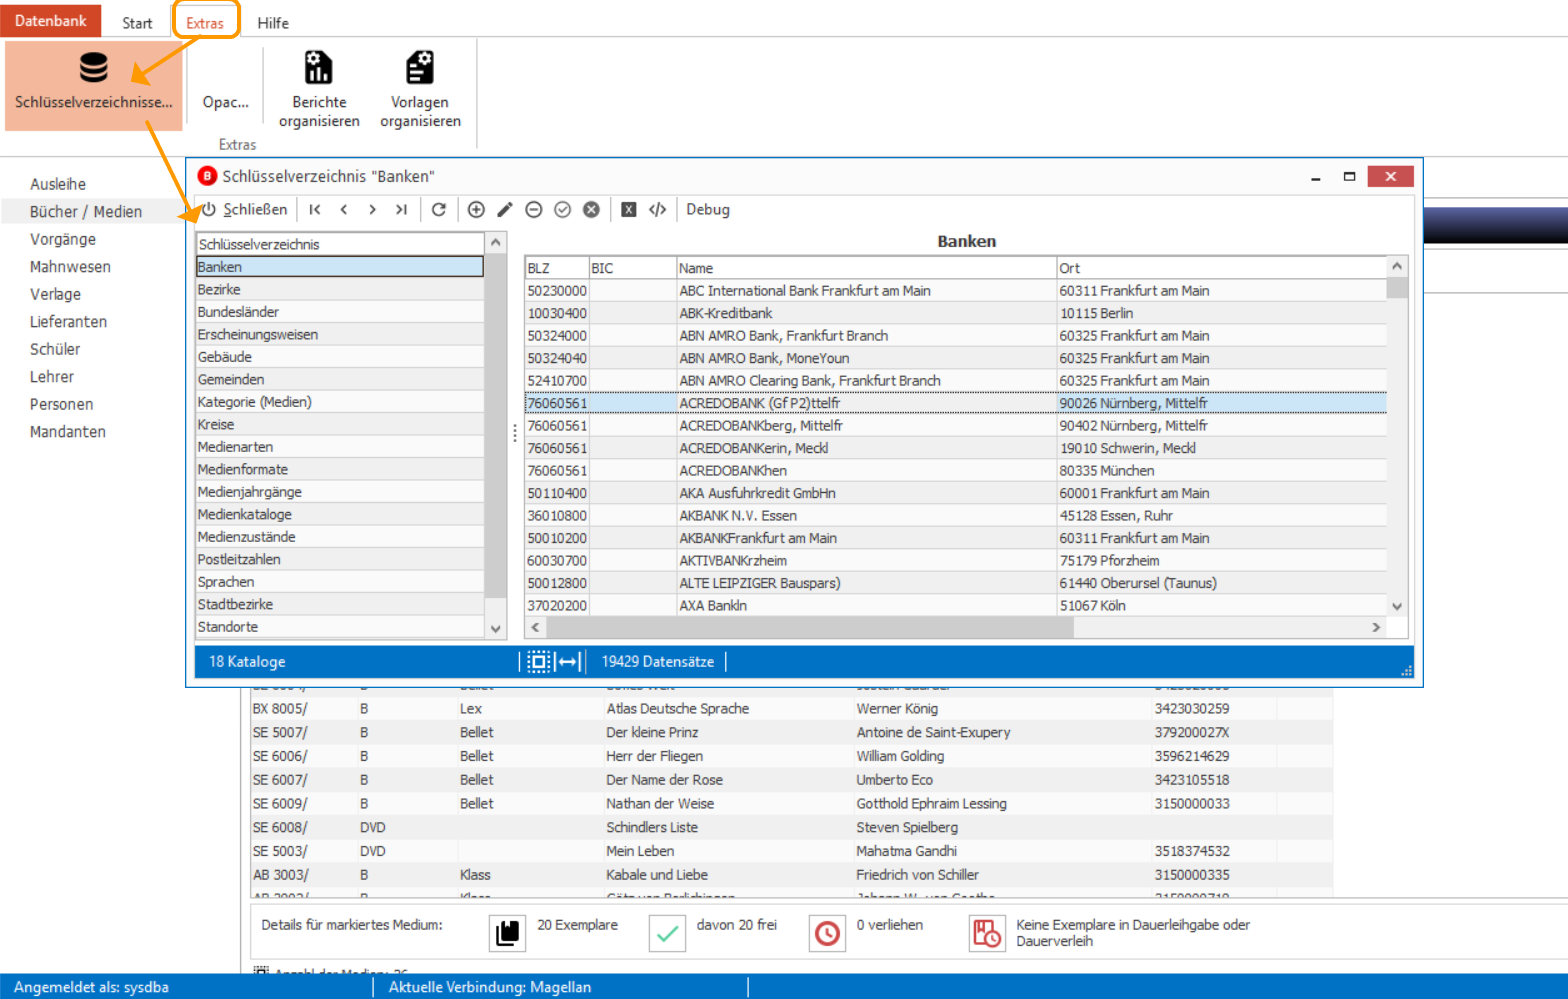 Datenbank Start Extras Hilfe
Schlüsselverzeichnisse... Opac... Berichte organisieren Vorlagen organisieren
Extras
Ausleihe
Bücher / Medien
Vorgänge
Mahnwesen
Verlage
Lieferanten
Schüler
Lehrer
Personen
Mandanten
Schlüsselverzeichnis "Banken"
Schließen Debug
Schlüsselverzeichnis
Banken
Bezirke
Bundesländer
Erscheinungsweisen
Gebäude
Gemeinden
Kategorie (Medien)
Kreise
Medienarten
Medienformate
Medienjahrgänge
Medienkataloge
Medienzustände
Postleitzahlen
Sprachen
Stadtbezirke
Standorte
Banken
BLZ BIC Name Ort
50230000 ABC International Bank Frankfurt am Main 60311 Frankfurt am Main
10030400 ABK-Kreditbank 10115 Berlin
50324000 ABN AMRO Bank, Frankfurt Branch 60325 Frankfurt am Main
50324040 ABN AMRO Bank, MoneYoun 60325 Frankfurt am Main
52410700 ABN AMRO Clearing Bank, Frankfurt Branch 60325 Frankfurt am Main
76060561 ACREDOBANK (Gf P2)ttelfr 90026 Nürnberg, Mittelfr
76060561 ACREDOBANKberg, Mittelfr 90402 Nürnberg, Mittelfr
76060561 ACREDOBANKerin, Meckl 19010 Schwerin, Meckl
76060561 ACREDOBANKhen 80335 München
50110400 AKA Ausfuhrkredit GmbHn 60001 Frankfurt am Main
36010800 AKBANK N.V. Essen 45128 Essen, Ruhr
50010200 AKBANKFrankfurt am Main 60311 Frankfurt am Main
60030700 AKTIVBANKrzheim 75179 Pforzheim
50012800 ALTE LEIPZIGER Bauspars) 61440 Oberursel (Taunus)
37020200 AXA Bankln 51067 Köln
18 Kataloge 19429 Datensätze
BX 8005/ B Lex Atlas Deutsche Sprache Werner König 3423030259
SE 5007/ B Bellet Der kleine Prinz Antoine de Saint-Exupery 379200027X
SE 6006/ B Bellet Herr der Fliegen William Golding 3596214629
SE 6007/ B Bellet Der Name der Rose Umberto Eco 3423105518
SE 6009/ B Bellet Nathan der Weise Gotthold Ephraim Lessing 3150000033
SE 6008/ DVD Schindlers Liste Steven Spielberg
SE 5003/ DVD Mein Leben Mahatma Gandhi 3518374532
AB 3003/ B Klass Kabale und Liebe Friedrich von Schiller 3150000335
Details für markiertes Medium: 20 Exemplare davon 20 frei 0 verliehen Keine Exemplare in Dauerleihgabe oder
Dauerverleih
Angemeldet als: sysdba Aktuelle Verbindung: Magellan